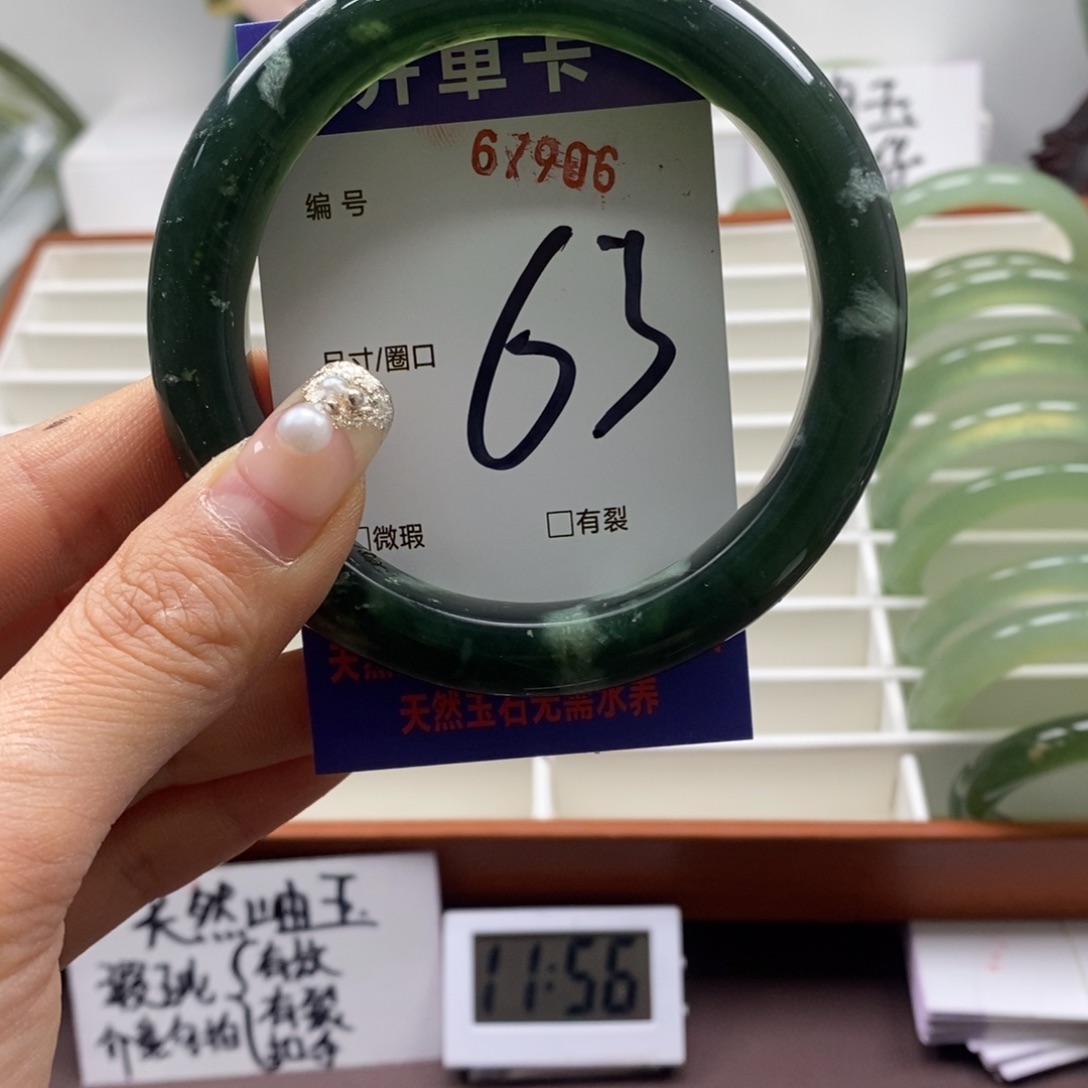 开单卡
67906
编号
63
尺寸/圈口
微瑕 有裂
天然玉石无需水养
玉
天然岫玉
瑕疵
有纹
有裂
介意勿拍
11:56